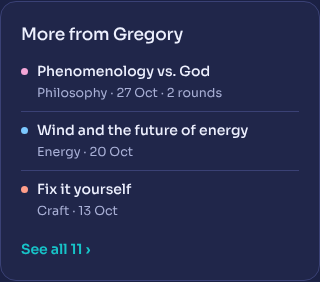 More from Gregory
Phenomenology vs. God
Philosophy · 27 Oct · 2 rounds
Wind and the future of energy
Energy · 20 Oct
Fix it yourself
Craft · 13 Oct
See all 11 ›